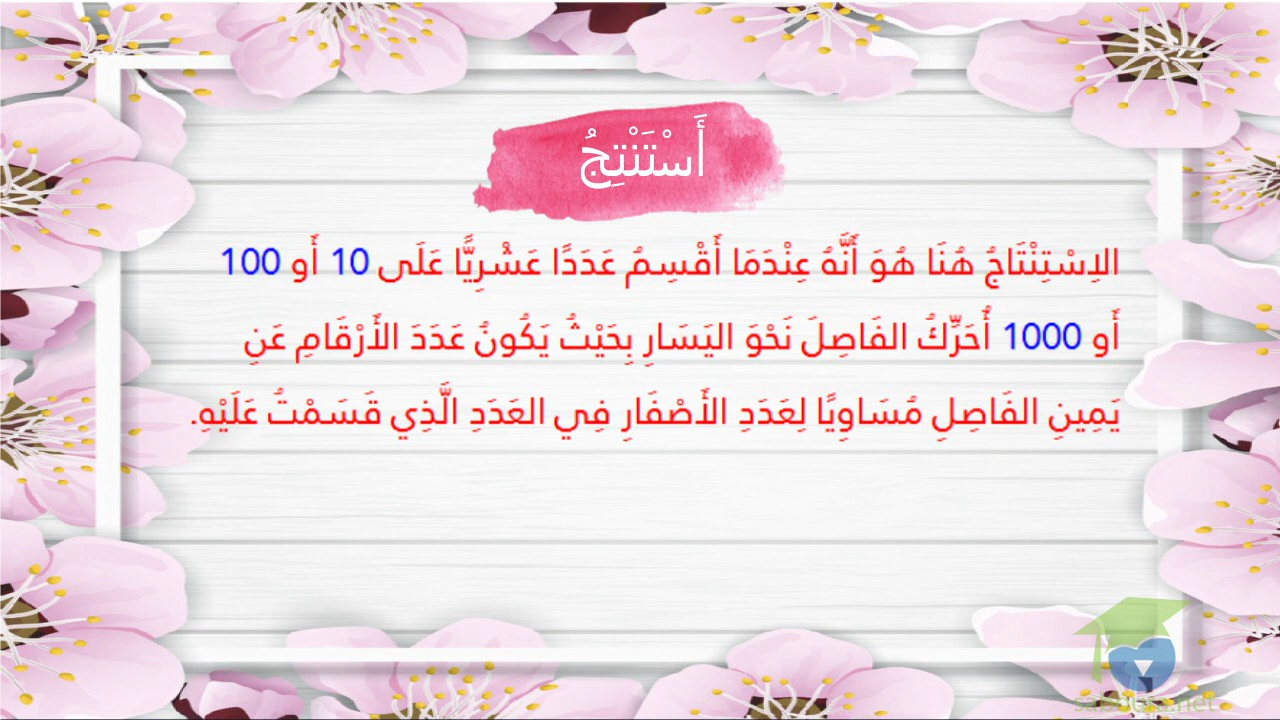 أَسْتَنْتِجُ
الاِسْتِنْتَاجُ هُنَا هُوَ أَنَّهُ عِنْدَمَا أَقْسِمُ عَدَدًا عَشْرِيًّا عَلَى 10 أَو 100
أَو 1000 أُحَرِّكُ الفَاصِلَ نَحْوَ اليَسَارِ بِحَيْثُ يَكُونُ عَدَدَ الأَرْقَامِ عَنِ
يَمِينِ الفَاصِلِ مُسَاوِيًا لِعَدَدِ الأَصْفَارِ فِي العَدَدِ الَّذِي قَسَمْتُ عَلَيْهِ.